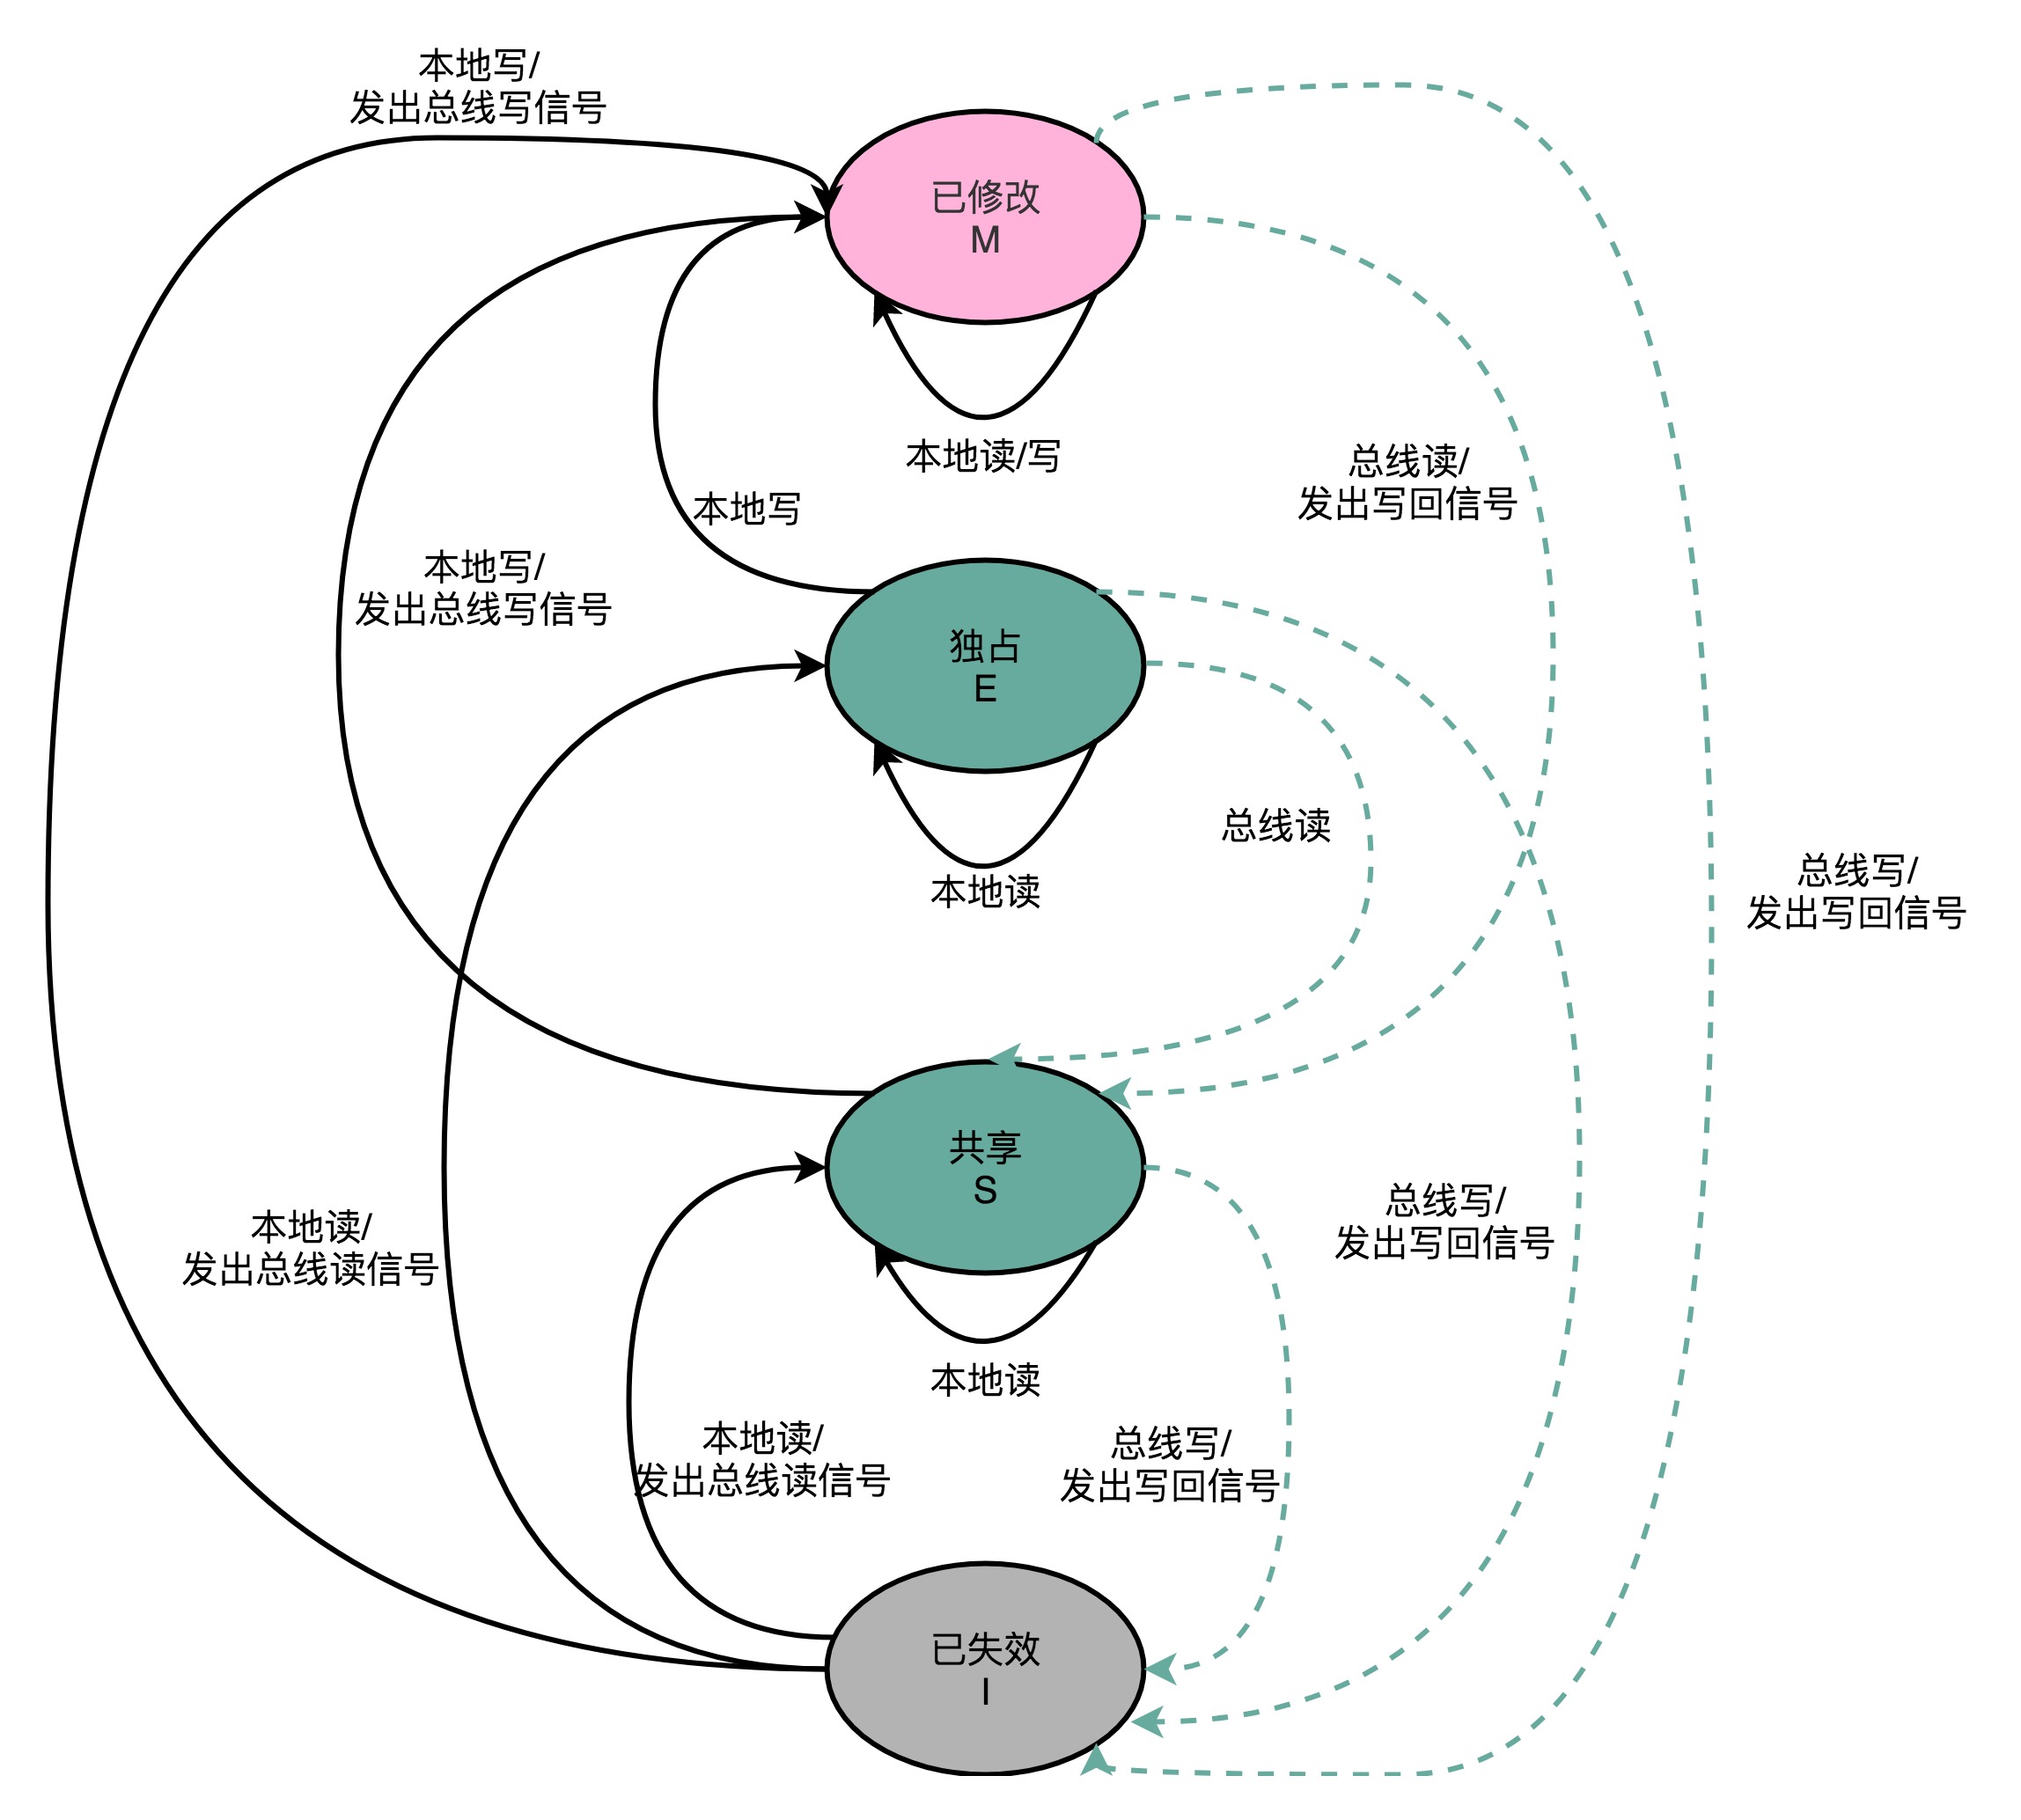 本地写/
发出总线写信号
已修改
M
本地读/写
总线读/
发出写回信号
本地写
本地写/
发出总线写信号
独占
E
总线读
本地读
总线写/
发出写回信号
共享
S
总线写/
发出写回信号
本地读/
发出总线读信号
本地读
本地读/
发出总线读信号
总线写/
发出写回信号
已失效
I